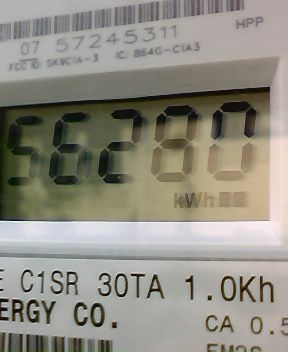 HPP
07 57245311
FCC ID: SK9C1A-3 IC: 864G-C1A3
56280
kWh
E C1SR 30TA 1.0Kh
ERGY CO.
CA 0.5
FM2S